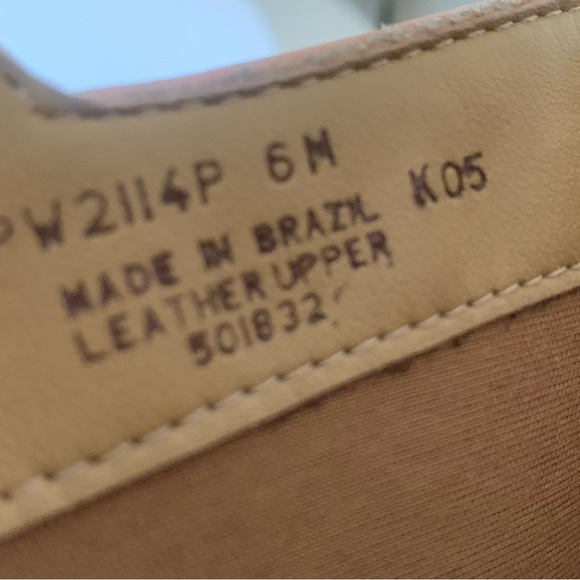 PW2114P 6M
MADE IN BRAZIL K05
LEATHER UPPER
501832